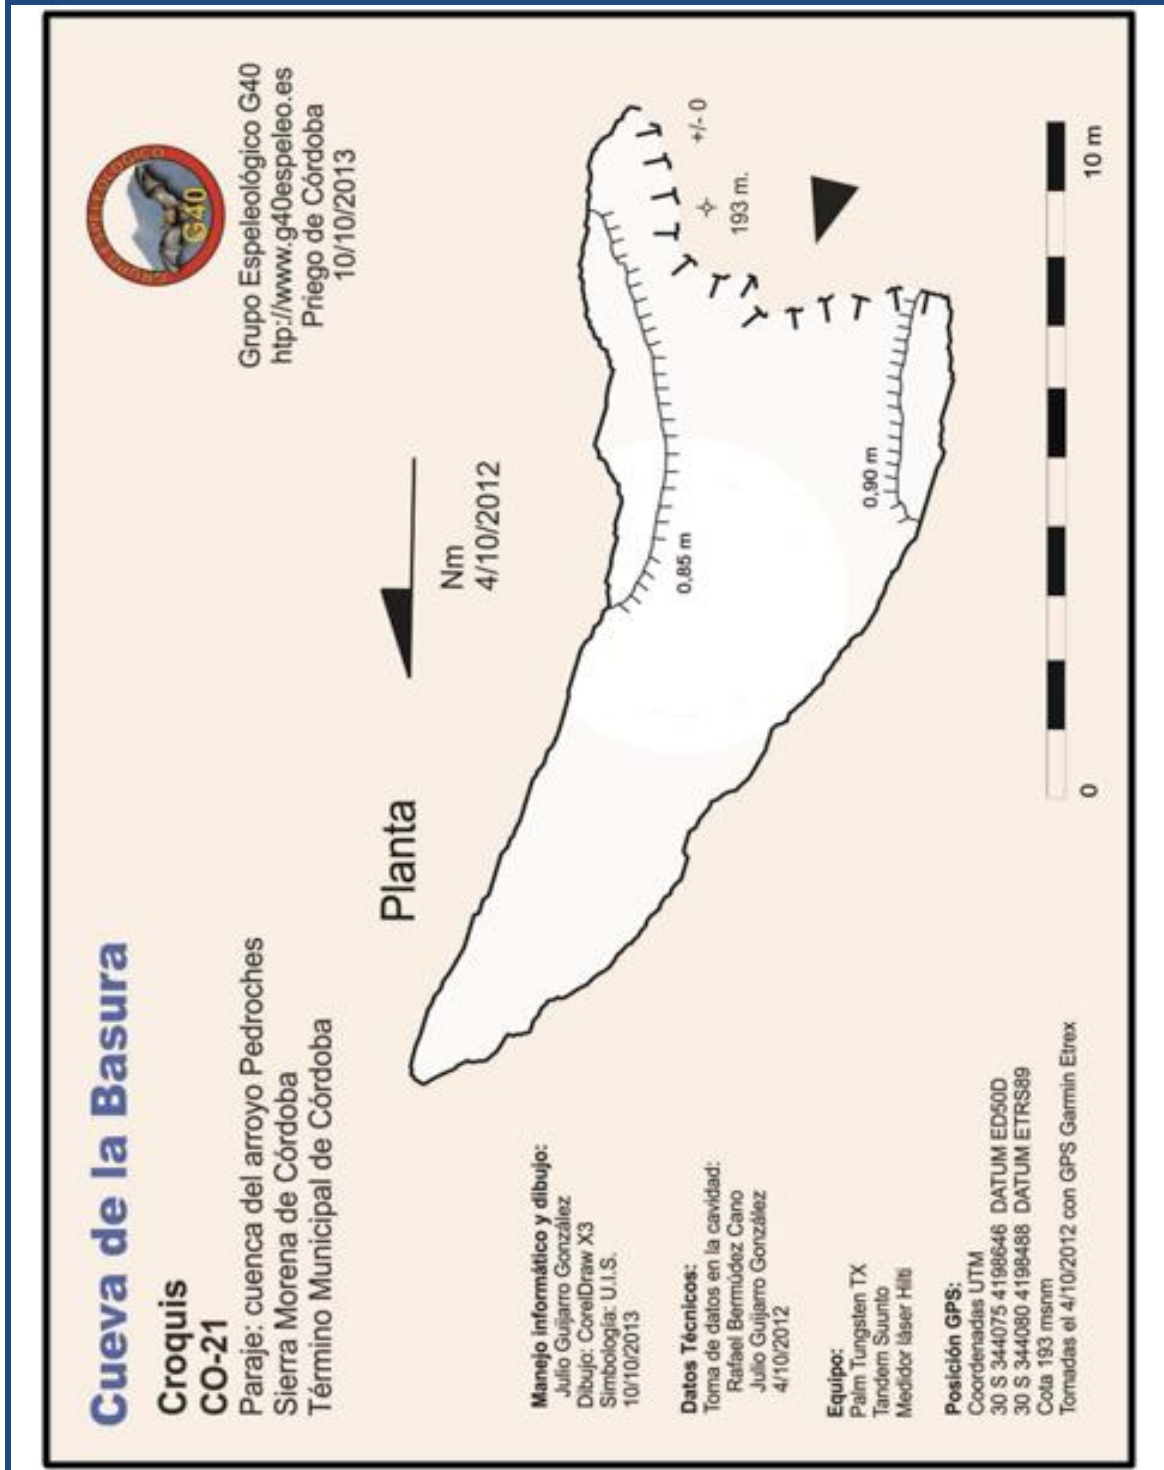 Cueva de la Basura
Croquis
CO-21
Paraje: cuenca del arroyo Pedroches
Sierra Morena de Córdoba
Término Municipal de Córdoba
GRUPO ESPELEOLOGICO
G40
Grupo Espeleológico G40
htp://www.g40espeleo.es
Priego de Córdoba
10/10/2013
Planta
Nm
4/10/2012
Manejo informático y dibujo:
Julio Guijarro González
Dibujo: CorelDraw X3
Simbología: U.I.S.
10/10/2013
Datos Técnicos:
Toma de datos en la cavidad:
Rafael Bermúdez Cano
Julio Guijarro González
4/10/2012
Equipo:
Palm Tungsten TX
Tandem Suunto
Medidor láser Hilti
Posición GPS:
Coordenadas UTM
30 S 344075 4198646 DATUM ED50D
30 S 344080 4198488 DATUM ETRS89
Cota 193 msnm
Tomadas el 4/10/2012 con GPS Garmin Etrex
0,85 m
0,90 m
+/- 0
193 m.
0
10 m